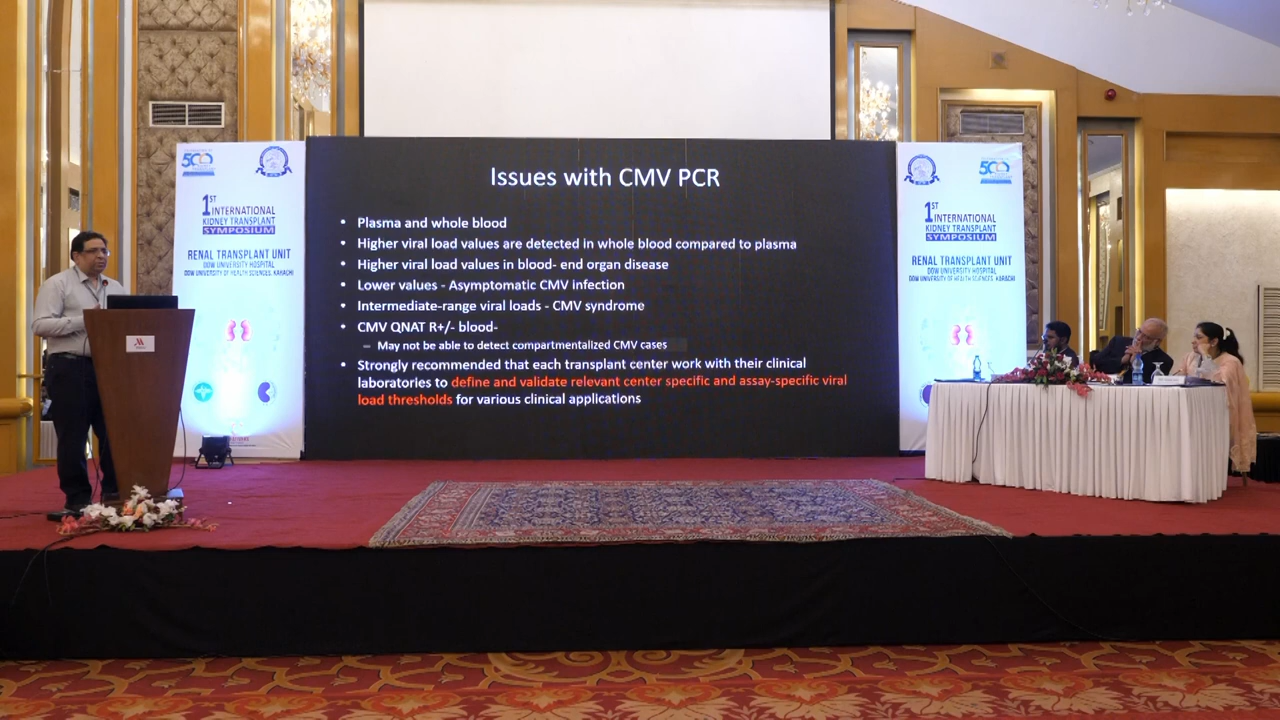 500
1ST
INTERNATIONAL
KIDNEY TRANSPLANT
SYMPOSIUM
RENAL TRANSPLANT UNIT
DOW UNIVERSITY HOSPITAL
DOW UNIVERSITY OF HEALTH SCIENCES, KARACHI
Issues with CMV PCR
• Plasma and whole blood
• Higher viral load values are detected in whole blood compared to plasma
• Higher viral load values in blood- end organ disease
• Lower values - Asymptomatic CMV infection
• Intermediate-range viral loads - CMV syndrome
• CMV QNAT R+/- blood-
– May not be able to detect compartmentalized CMV cases
• Strongly recommended that each transplant center work with their clinical
laboratories to define and validate relevant center specific and assay-specific viral
load thresholds for various clinical applications
500
1ST
INTERNATIONAL
KIDNEY TRANSPLANT
SYMPOSIUM
RENAL TRANSPLANT UNIT
DOW UNIVERSITY HOSPITAL
DOW UNIVERSITY OF HEALTH SCIENCES, KARACHI